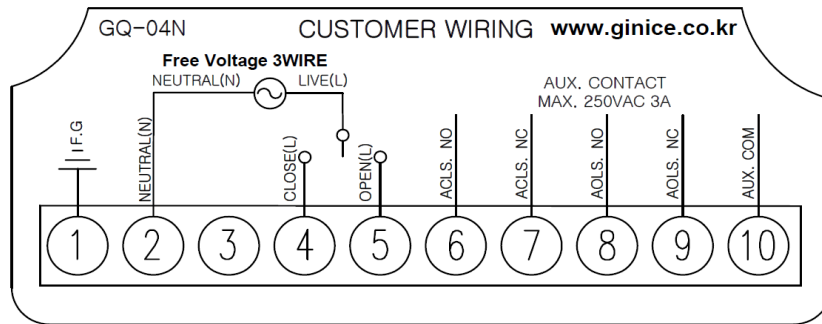 GQ-04N
CUSTOMER WIRING
www.ginice.co.kr
Free Voltage 3WIRE
NEUTRAL(N)
LIVE(L)
AUX. CONTACT
MAX. 250VAC 3A
F.G
NEUTRAL(N)
CLOSE(L)
OPEN(L)
ACLS. NO
ACLS. NC
AOLS. NO
AOLS. NC
AUX. COM
1 2 3 4 5 6 7 8 9 10